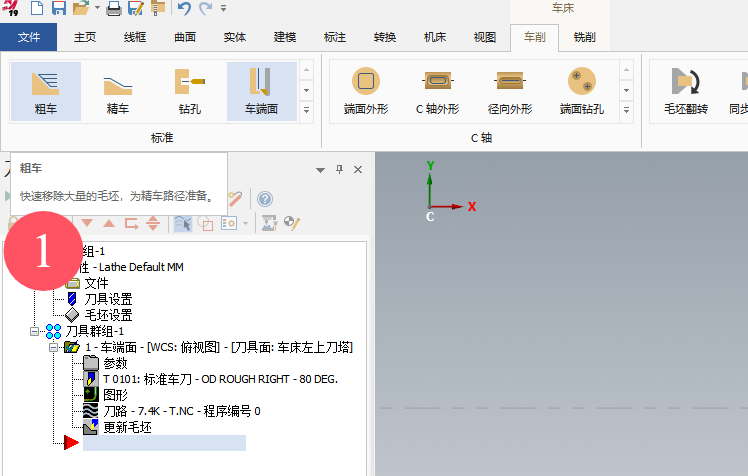 19
车床
文件 主页 线框 曲面 实体 建模 标注 转换 机床 视图 车削 铣削
粗车 精车 钻孔 车端面 端面外形 C 轴外形 径向外形 端面钻孔 毛坯翻转
标准 C 轴
粗车
快速移除大量的毛坯，为精车路径准备。
1
组-1
性 - Lathe Default MM
文件
刀具设置
毛坯设置
刀具群组-1
1 - 车端面 - [WCS: 俯视图] - [刀具面: 车床左上刀塔]
参数
T 0101: 标准车刀 - OD ROUGH RIGHT - 80 DEG.
图形
刀路 - 7.4K - T.NC - 程序编号 0
更新毛坯
Y
X
C